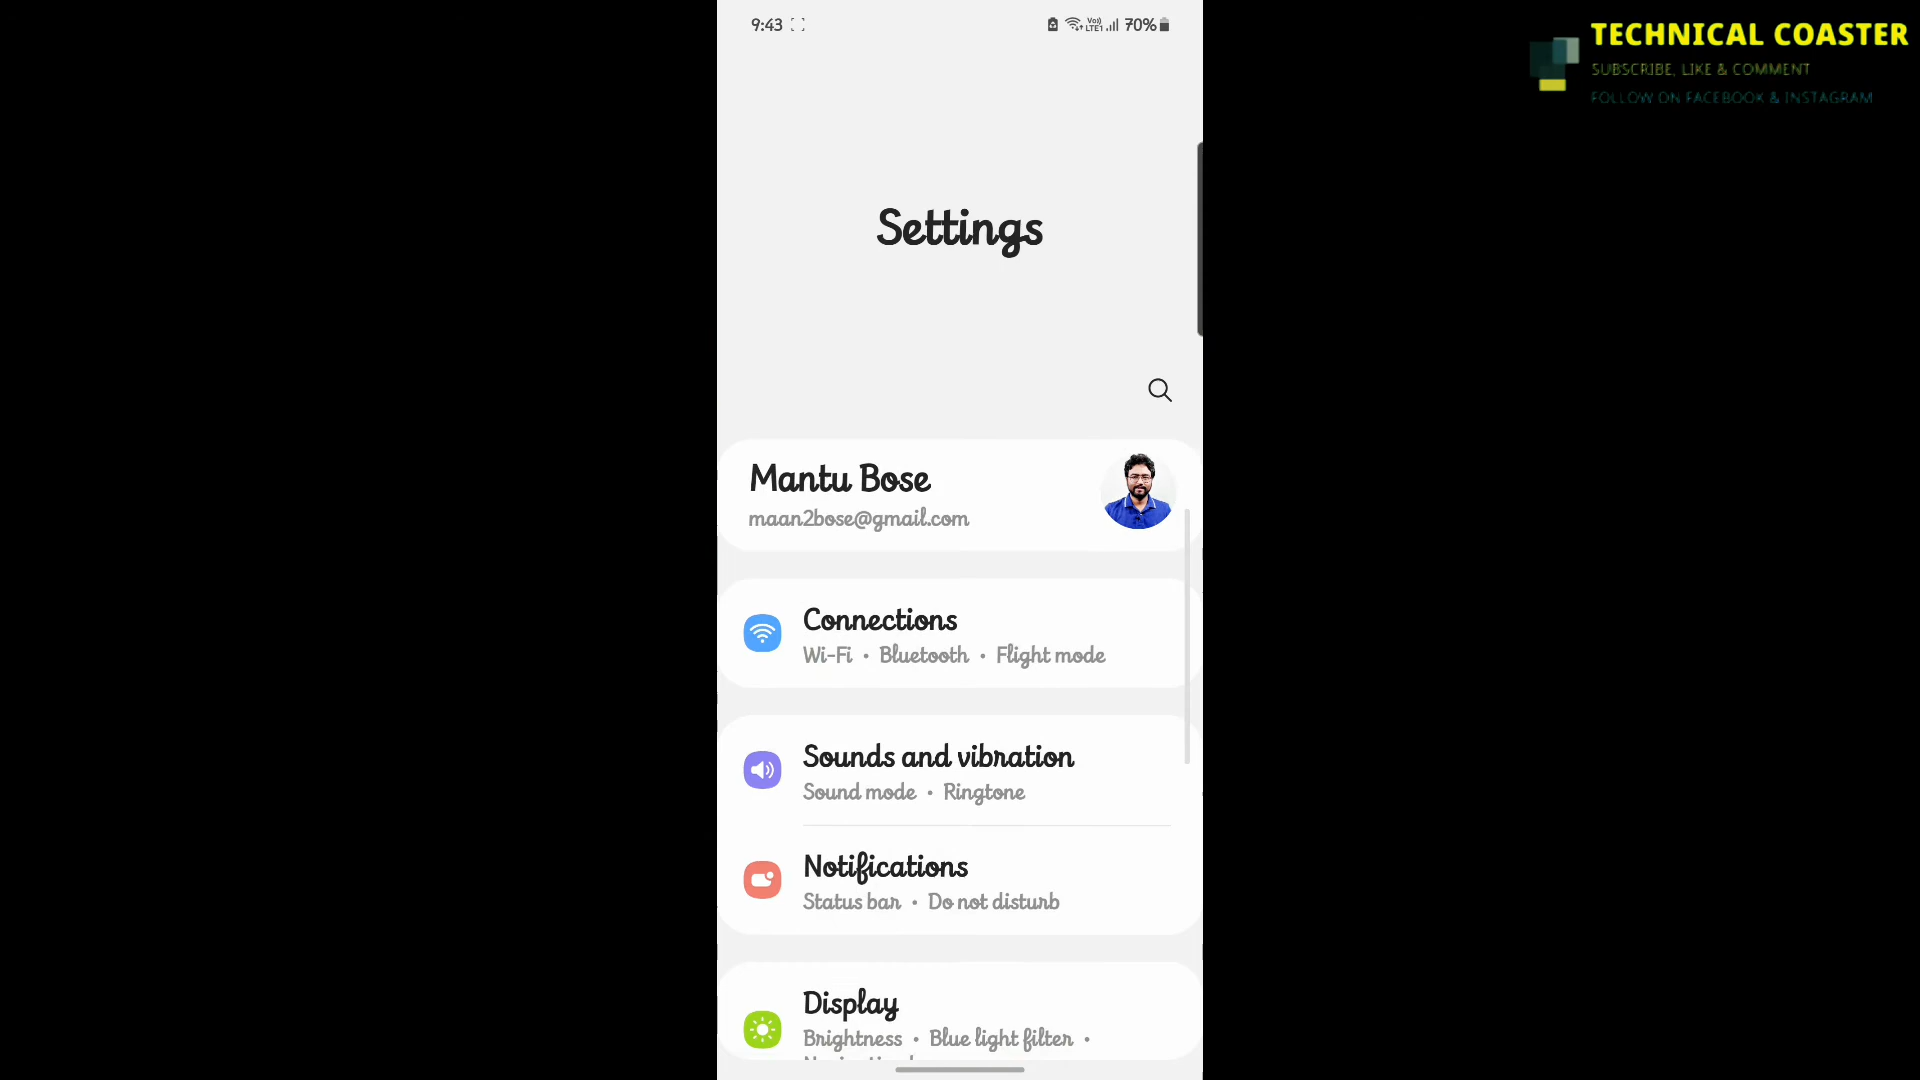 9:43
Vo)) LTE1 70%
TECHNICAL COASTER
SUBSCRIBE, LIKE & COMMENT
FOLLOW ON FACEBOOK & INSTAGRAM
Settings
Mantu Bose
maan2bose@gmail.com
Connections
Wi-Fi • Bluetooth • Flight mode
Sounds and vibration
Sound mode • Ringtone
Notifications
Status bar • Do not disturb
Display
Brightness • Blue light filter •